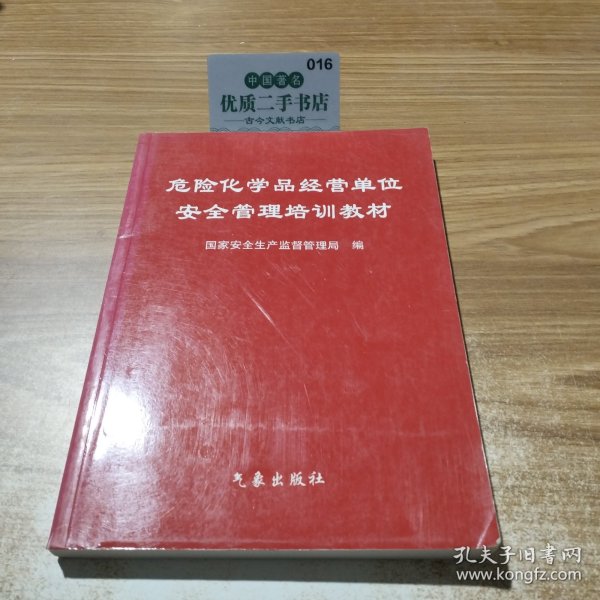 016
中国著名
优质二手书店
古今文献书店
危险化学品经营单位
安全管理培训教材
国家安全生产监督管理局 编
气象出版社
孔夫子旧书网
www.kongfz.com